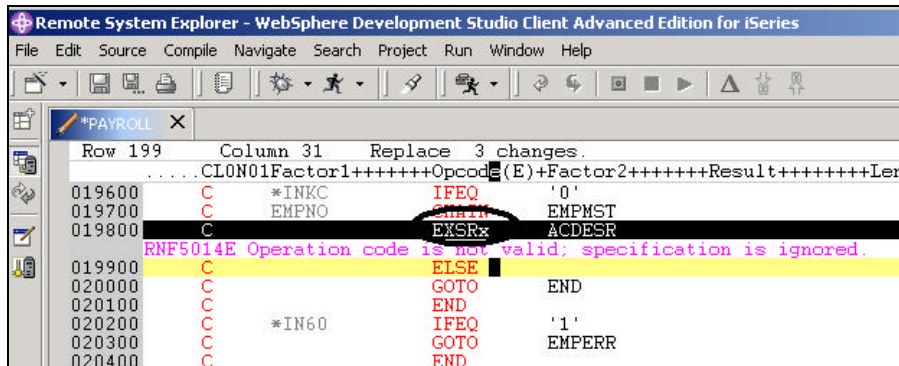 Remote System Explorer - WebSphere Development Studio Client Advanced Edition for iSeries
File Edit Source Compile Navigate Search Project Run Window Help
*PAYROLL
Row 199 Column 31 Replace 3 changes.
.....CL0N01Factor1+++++++Opcode(E)+Factor2+++++++Result++++++++Len
019600 C *INKC IFEQ '0'
019700 C EMPNO CHAIN EMPMST
019800 C EXSRx ACDESR
RNF5014E Operation code is not valid; specification is ignored.
019900 C ELSE
020000 C GOTO END
020100 C END
020200 C *IN60 IFEQ '1'
020300 C GOTO EMPERR
020400 C END